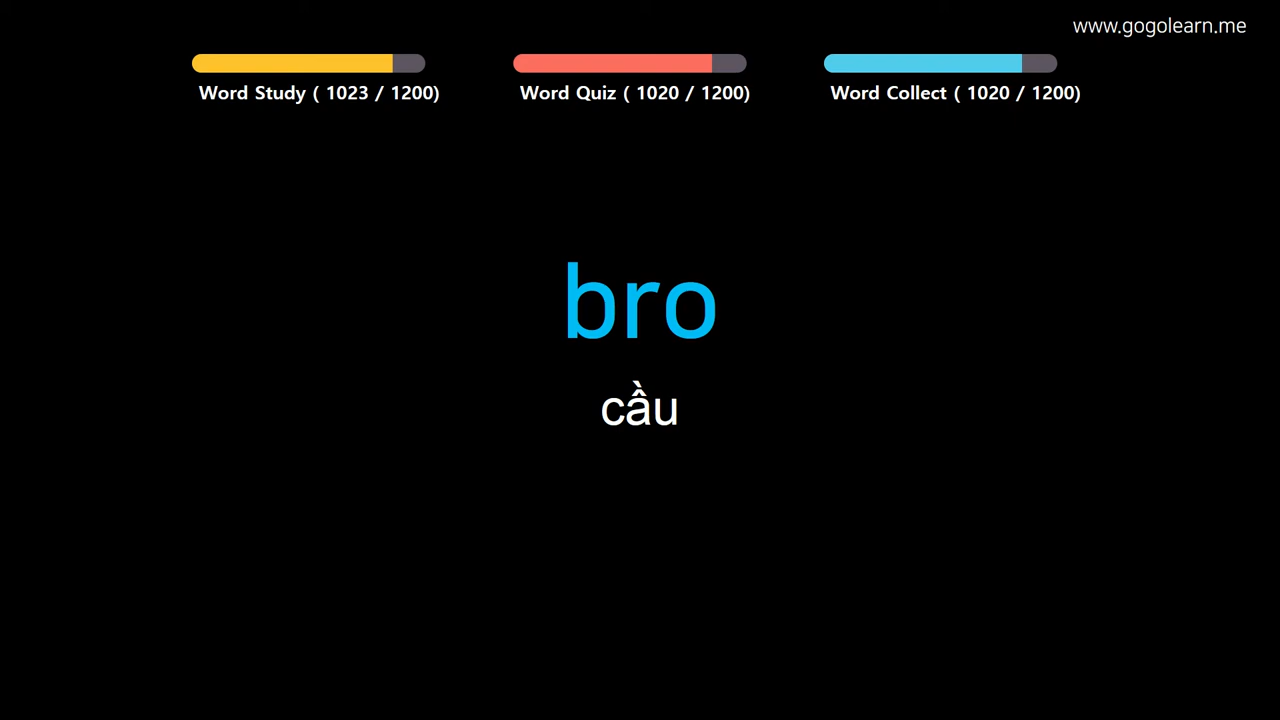 www.gogolearn.me
Word Study ( 1023 / 1200)
Word Quiz ( 1020 / 1200)
Word Collect ( 1020 / 1200)
bro
cầu